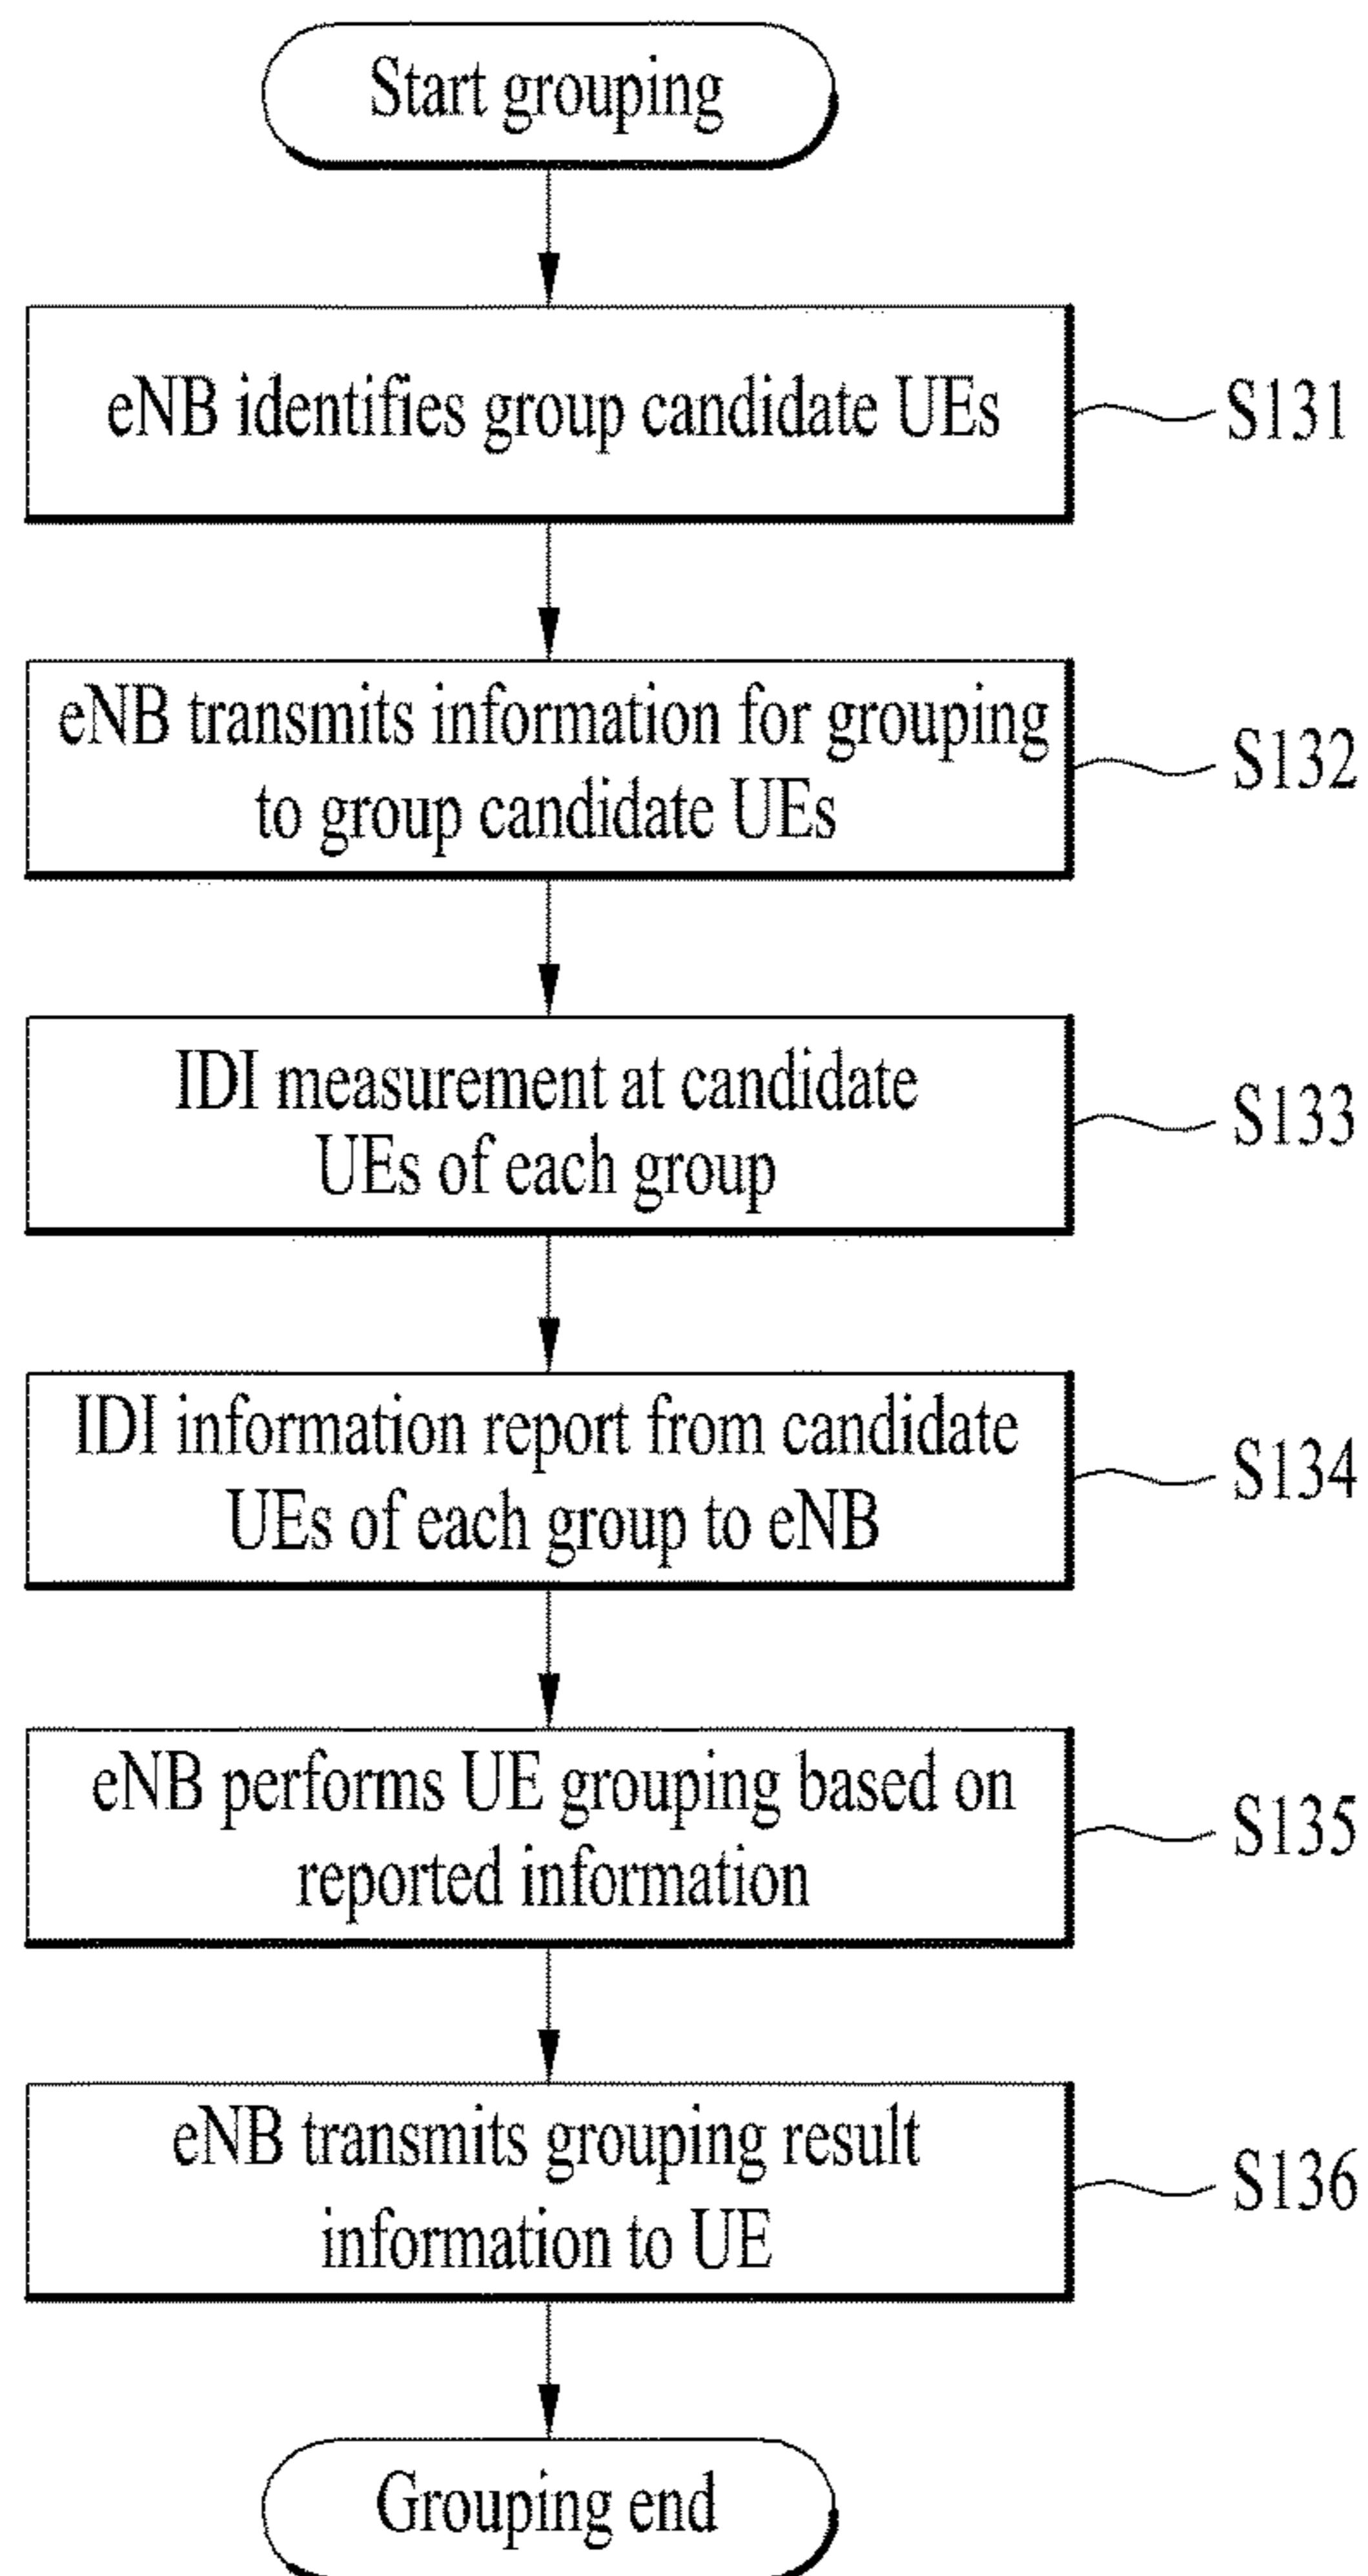 Start grouping
eNB identifies group candidate UEs
S131
eNB transmits information for grouping
to group candidate UEs
S132
IDI measurement at candidate
UEs of each group
S133
IDI information report from candidate
UEs of each group to eNB
S134
eNB performs UE grouping based on
reported information
S135
eNB transmits grouping result
information to UE
S136
Grouping end